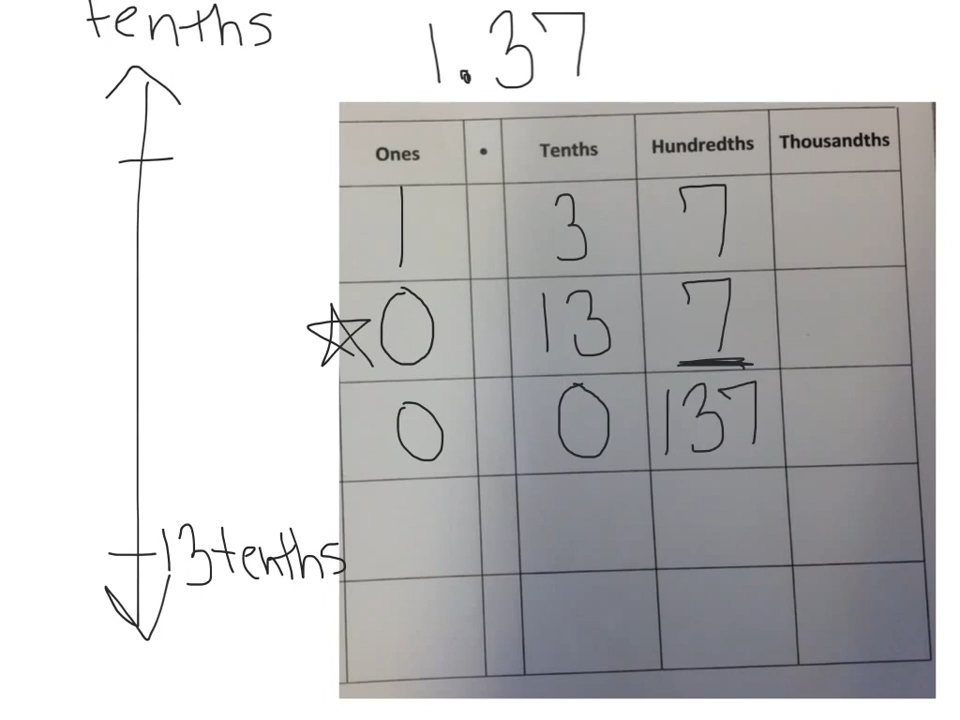 tenths
1.37
Ones . Tenths Hundredths Thousandths
1 3 7
☆ 0 13 7
0 0 137
13 tenths